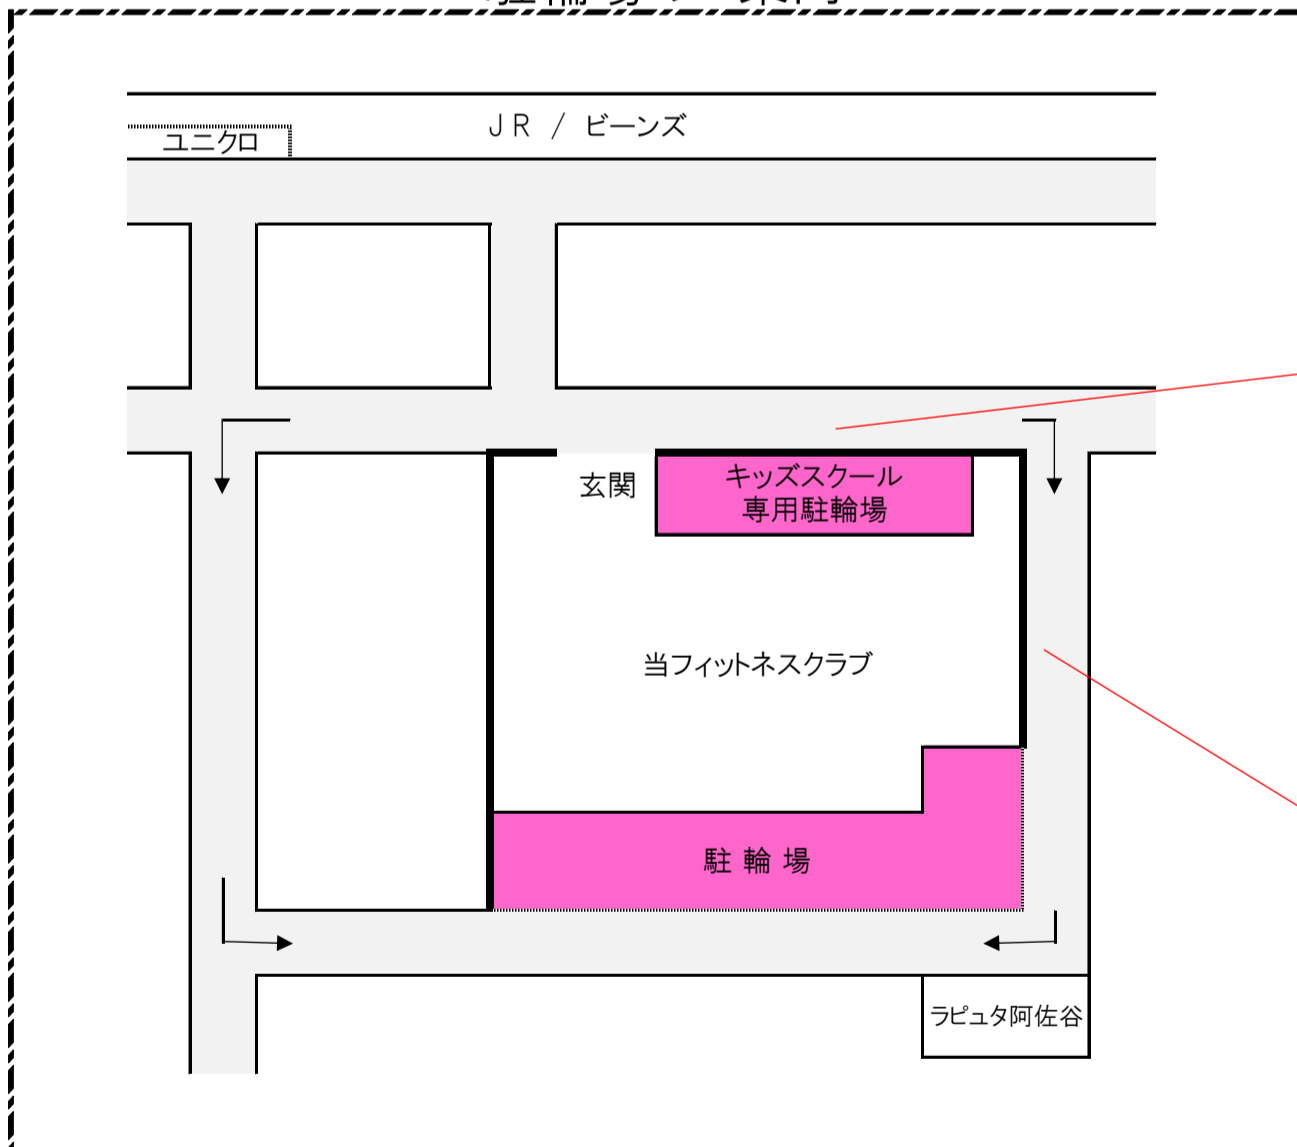 JR / ビーンズ
ユニクロ
玄関
キッズスクール
専用駐輪場
当フィットネスクラブ
駐 輪 場
ラピュタ阿佐谷